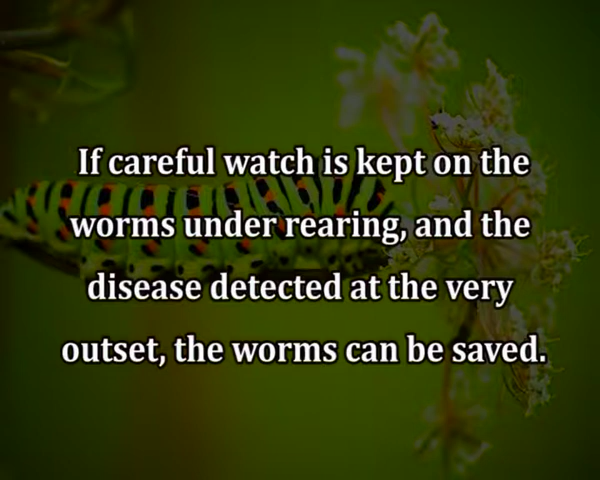 If careful watch is kept on the
worms under rearing, and the
disease detected at the very
outset, the worms can be saved.